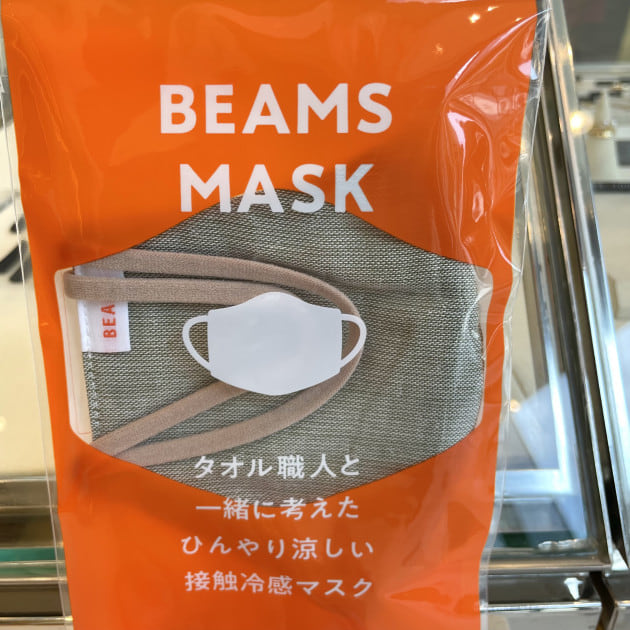 BEAMS
MASK
BEA
タオル職人と
一緒に考えた
ひんやり涼しい
接触冷感マスク